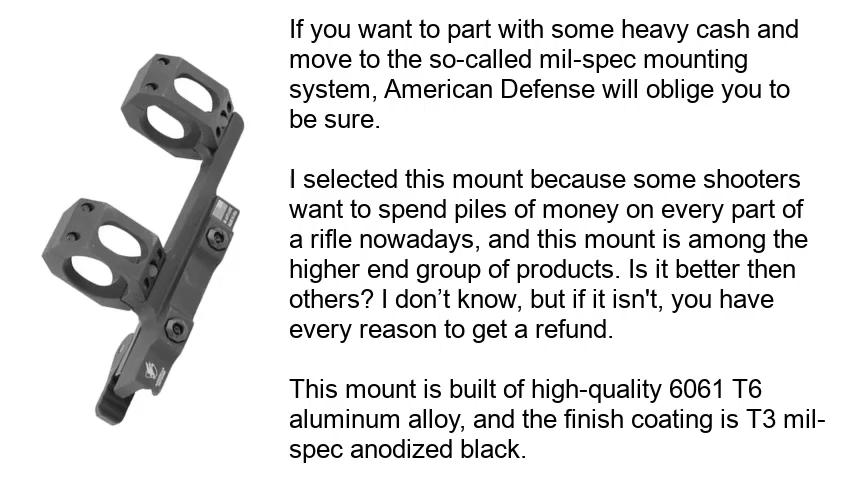 If you want to part with some heavy cash and
move to the so-called mil-spec mounting
system, American Defense will oblige you to
be sure.
I selected this mount because some shooters
want to spend piles of money on every part of
a rifle nowadays, and this mount is among the
higher end group of products. Is it better then
others? I don’t know, but if it isn't, you have
every reason to get a refund.
This mount is built of high-quality 6061 T6
aluminum alloy, and the finish coating is T3 mil-
spec anodized black.